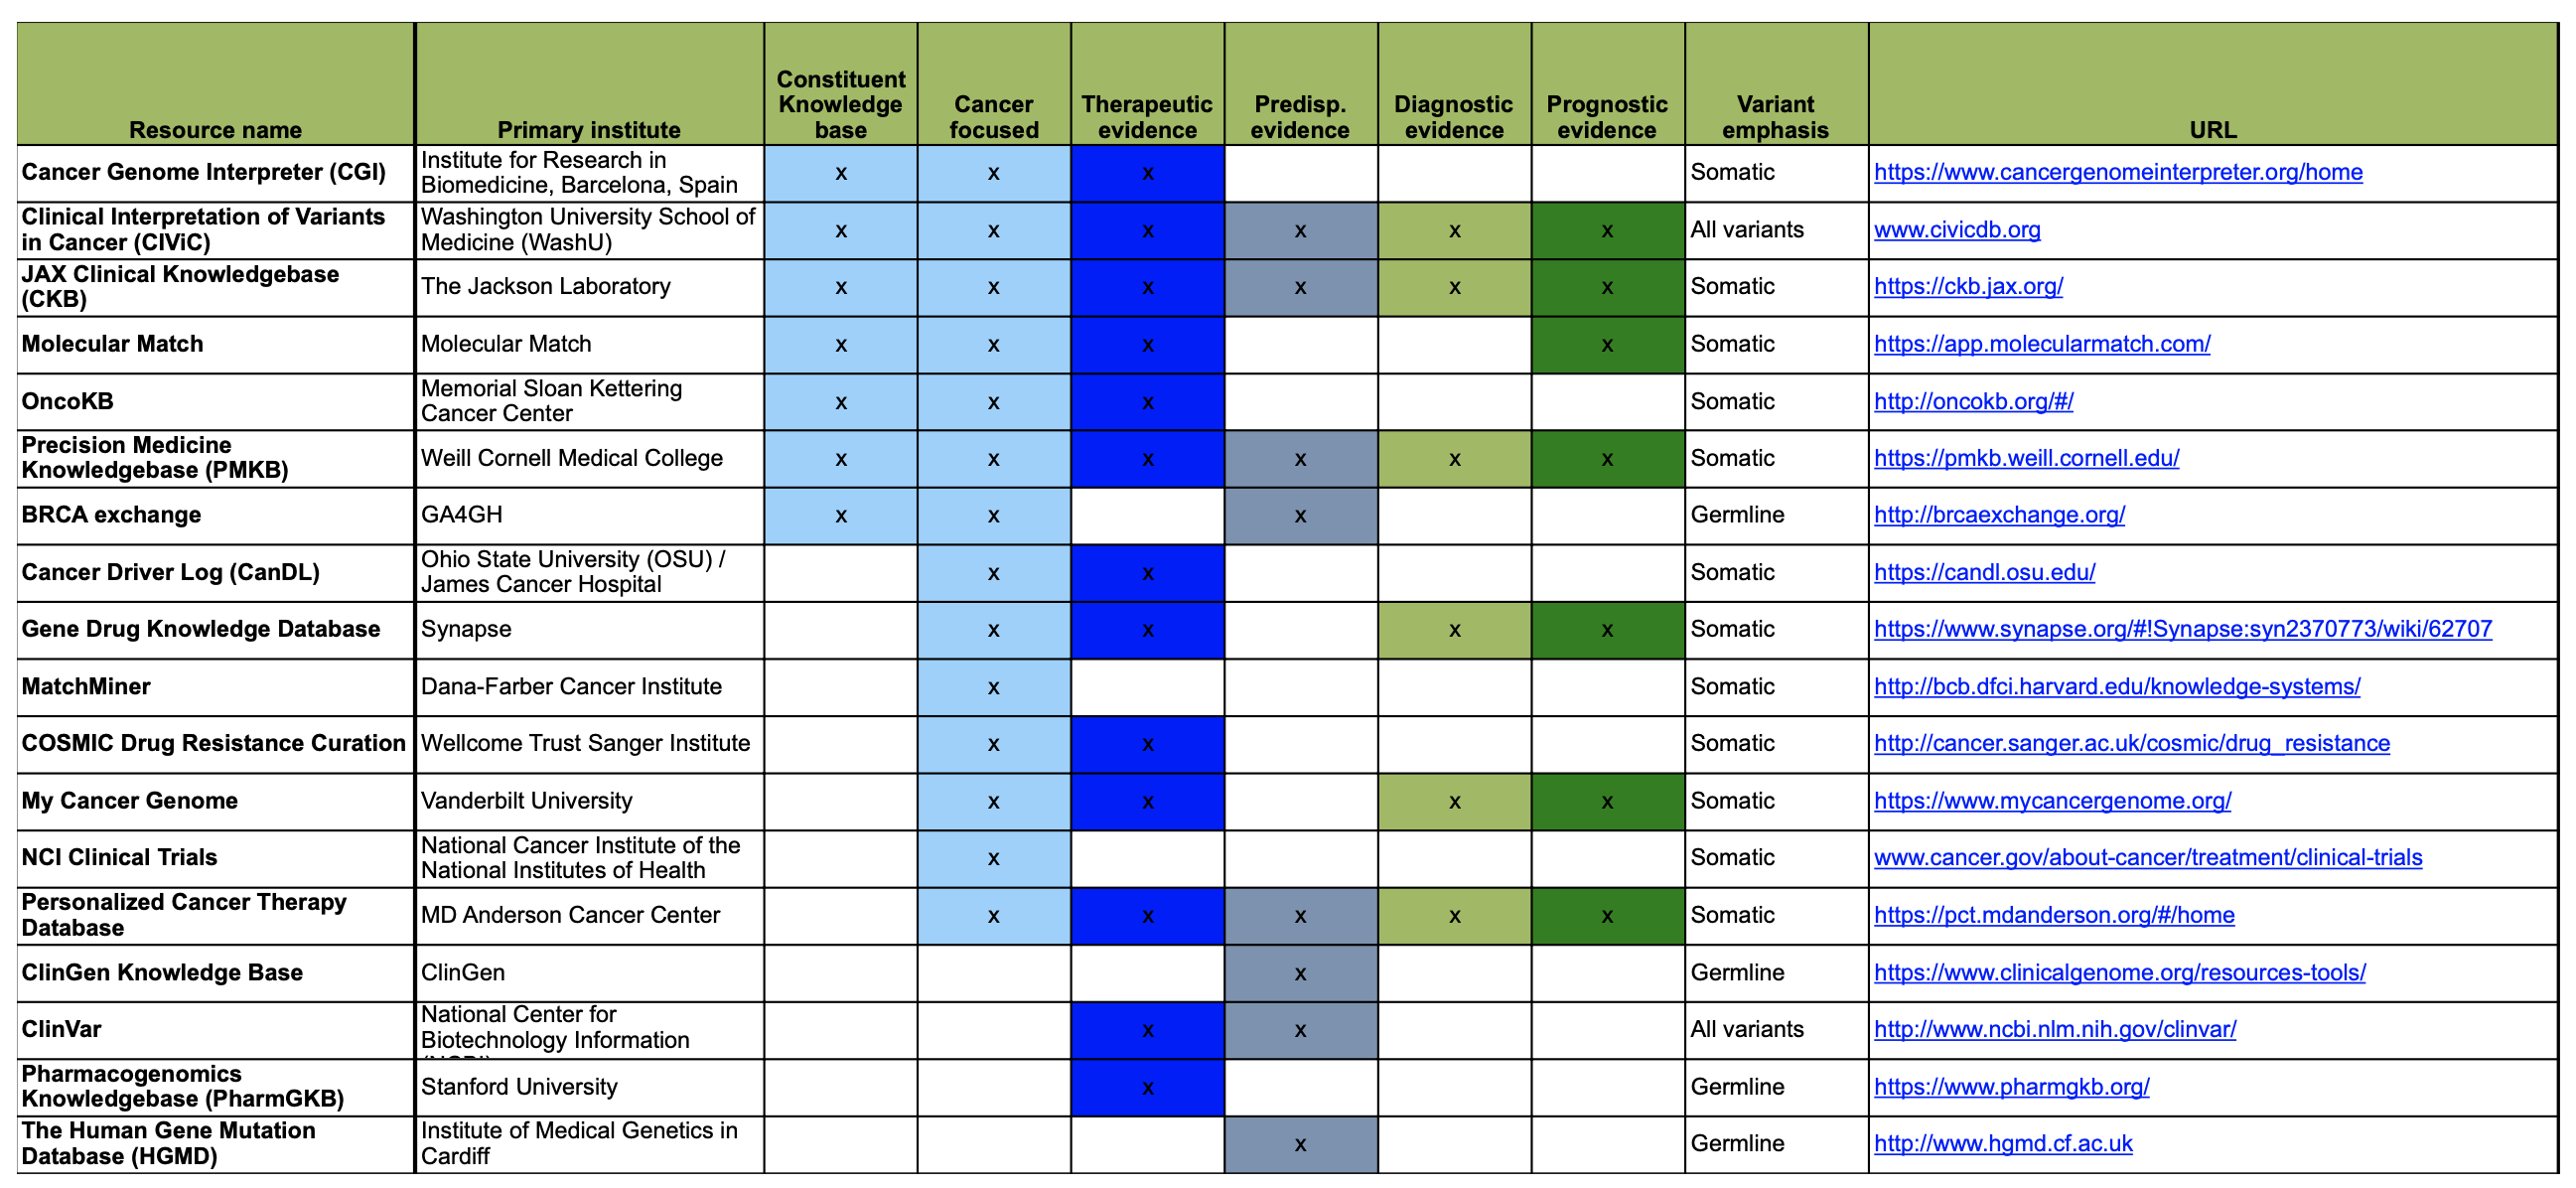 Resource name Primary institute Constituent Knowledge base Cancer focused Therapeutic evidence Predisp. evidence Diagnostic evidence Prognostic evidence Variant emphasis URL
Cancer Genome Interpreter (CGI) Institute for Research in Biomedicine, Barcelona, Spain x x x Somatic https://www.cancergenomeinterpreter.org/home
Clinical Interpretation of Variants in Cancer (CIViC) Washington University School of Medicine (WashU) x x x x x x All variants www.civicdb.org
JAX Clinical Knowledgebase (CKB) The Jackson Laboratory x x x x x x Somatic https://ckb.jax.org/
Molecular Match Molecular Match x x x x Somatic https://app.molecularmatch.com/
OncoKB Memorial Sloan Kettering Cancer Center x x x Somatic http://oncokb.org/#/
Precision Medicine Knowledgebase (PMKB) Weill Cornell Medical College x x x x x x Somatic https://pmkb.weill.cornell.edu/
BRCA exchange GA4GH x x x Germline http://brcaexchange.org/
Cancer Driver Log (CanDL) Ohio State University (OSU) / James Cancer Hospital x x Somatic https://candl.osu.edu/
Gene Drug Knowledge Database Synapse x x x x Somatic https://www.synapse.org/#!Synapse:syn2370773/wiki/62707
MatchMiner Dana-Farber Cancer Institute x Somatic http://bcb.dfci.harvard.edu/knowledge-systems/
COSMIC Drug Resistance Curation Wellcome Trust Sanger Institute x x Somatic http://cancer.sanger.ac.uk/cosmic/drug_resistance
My Cancer Genome Vanderbilt University x x x x Somatic https://www.mycancergenome.org/
NCI Clinical Trials National Cancer Institute of the National Institutes of Health x Somatic www.cancer.gov/about-cancer/treatment/clinical-trials
Personalized Cancer Therapy Database MD Anderson Cancer Center x x x x x Somatic https://pct.mdanderson.org/#/home
ClinGen Knowledge Base ClinGen x Germline https://www.clinicalgenome.org/resources-tools/
ClinVar National Center for Biotechnology Information x x All variants http://www.ncbi.nlm.nih.gov/clinvar/
Pharmacogenomics Knowledgebase (PharmGKB) Stanford University x Germline https://www.pharmgkb.org/
The Human Gene Mutation Database (HGMD) Institute of Medical Genetics in Cardiff x Germline http://www.hgmd.cf.ac.uk